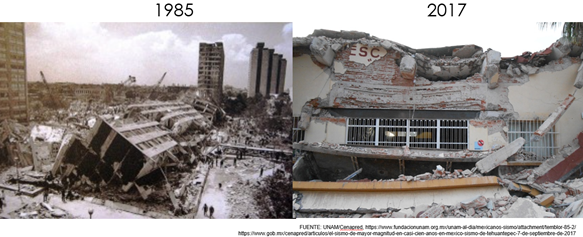 1985
2017
ESC
FUENTE: UNAM/Cenapred, https://www.fundacionunam.org.mx/unam-al-dia/mexicanos-sismo/attachment/temblor-85-2/
https://www.gob.mx/cenapred/articulos/el-sismo-de-mayor-magnitud-en-casi-cien-anos-en-mexico-sismo-de-tehuantepec-7-de-septiembre-de-2017